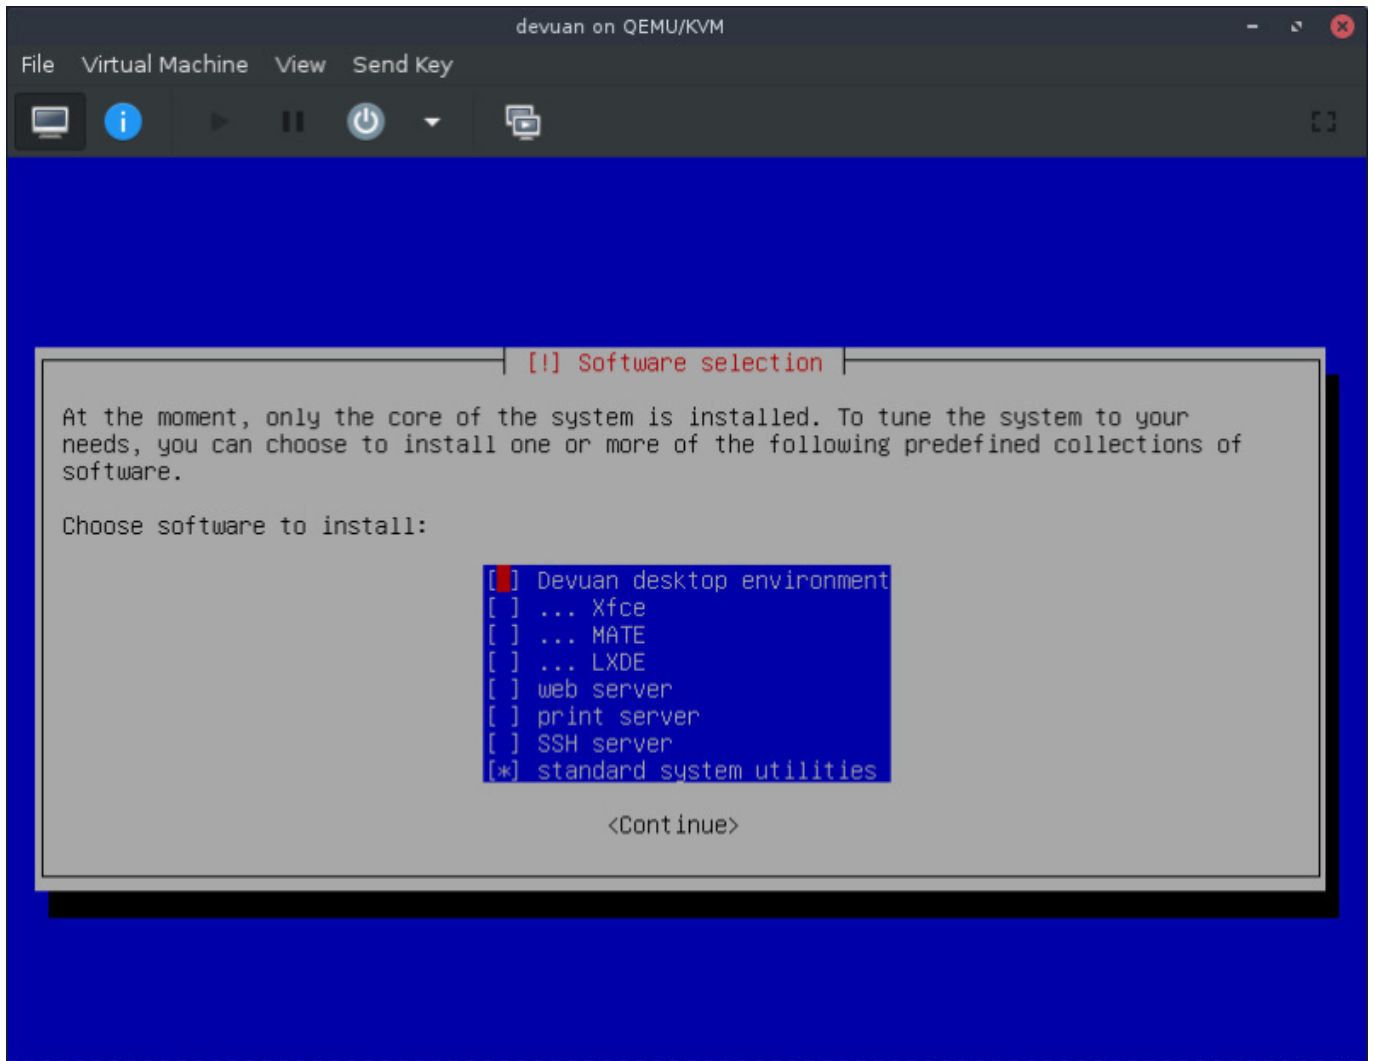 devuan on QEMU/KVM
File Virtual Machine View Send Key
[!] Software selection
At the moment, only the core of the system is installed. To tune the system to your
needs, you can choose to install one or more of the following predefined collections of
software.
Choose software to install:
[ ] Devuan desktop environment
[ ] ... Xfce
[ ] ... MATE
[ ] ... LXDE
[ ] web server
[ ] print server
[ ] SSH server
[*] standard system utilities
<Continue>